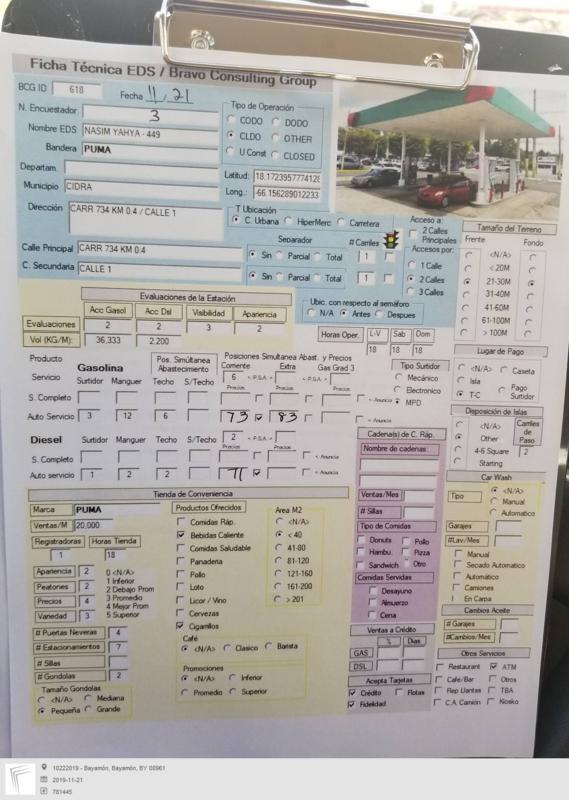 Ficha Técnica EDS / Bravo Consulting Group
BCG ID 618 Fecha 11/21
N. Encuestador 3
Nombre EDS NASIM YAHYA - 449
Bandera PUMA
Departam.
Municipio CIDRA
Dirección CARR 734 KM 0.4 / CALLE 1
Calle Principal CARR 734 KM 0.4
C. Secundaria CALLE 1
Tipo de Operación
CODO DODO
CLDO OTHER
U Const CLOSED
Latitud: 18.1723957774128
Long.: -66.156289012233
T Ubicación
C. Urbana HiperMerc Carretera
Separador # Carriles
Sin Parcial Total 1
Sin Parcial Total 1
Ubic. con respecto al semáforo
N/A Antes Despues
Acceso a:
2 Calles Principales
Accesos por:
1 Calle
2 Calles
3 Calles
Tamaño del Terreno
Frente Fondo
<N/A>
< 20M
21-30M
31-40M
41-60M
61-100M
> 100M
Evaluaciones de la Estación
Acc Gasol Acc Dsl Visibilidad Apariencia
Evaluaciones 2 2 3 2
Vol (KG/M): 36,333 2,200
Horas Oper. L-V Sab Dom
18 18 18
Lugar de Pago
<N/A> Caseta
Isla
T-C Pago Surtidor
Producto Gasolina Pos. Simultánea Abastecimiento Posiciones Simultanea Abast. y Precios
Corriente Extra Gas Grad 3
Servicio Surtidor Manguer Techo S/Techo 6 < P.S.A.> < P.S.A.>
Precios Precios Precios
S. Completo < Anuncia
Auto Servicio 3 12 6 73 83 < Anuncia
Tipo Surtidor
Mecánico
Electronico
MPD
Disposición de Islas
<N/A>
Other
4-6 Square
Starting
Carriles de Paso
2
Diesel Surtidor Manguer Techo S/Techo 2 < P.S.A.>
Precios Precios
S. Completo < Anuncia
Auto servicio 1 2 2 71 < Anuncia
Cadena(s) de C. Ráp.
Nombre de cadenas:
Ventas/Mes
# Sillas
Tipo de Comidas
Donuts Pollo
Hambu. Pizza
Sandwich Otro
Comidas Servidas
Desayuno
Almuerzo
Cena
Ventas a Crédito
% Dias
GAS
DSL
Acepta Tarjetas
Crédito Flotas
Fidelidad
Car Wash
Tipo <N/A>
Manual
Automatico
Garajes
#Lav/Mes
Manual
Secado Automatico
Automático
Camiones
En Carpa
Cambios Aceite
# Garajes
#Cambios/Mes
Otros Servicios
Restaurant ATM
Café/Bar Otros
Rep Llantas TBA
C.A. Camión Kiosko
Tienda de Conveniencia
Marca PUMA
Ventas/M 20,000
Registradoras Horas Tienda
1 18
Apariencia 2
Peatones 2
Precios 4
Variedad 3
0 <N/A>
1 Inferior
2 Debajo Prom
3 Promedio
4 Mejor Prom
5 Superior
# Puertas Neveras 4
# Estacionamientos 7
# Sillas
# Gondolas 2
Tamaño Gondolas
<N/A> Mediana
Pequeña Grande
Productos Ofrecidos
Comidas Ráp.
Bebidas Caliente
Comidas Saludable
Panaderia
Pollo
Loto
Licor / Vino
Cervezas
Cigarrillos
Area M2
<N/A>
< 40
41-80
81-120
121-160
161-200
> 201
Café
<N/A> Clasico Barista
Promociones
<N/A> Inferior
Promedio Superior
10222019 - Bayamón, Bayamón, BY 00961
2019-11-21
781445